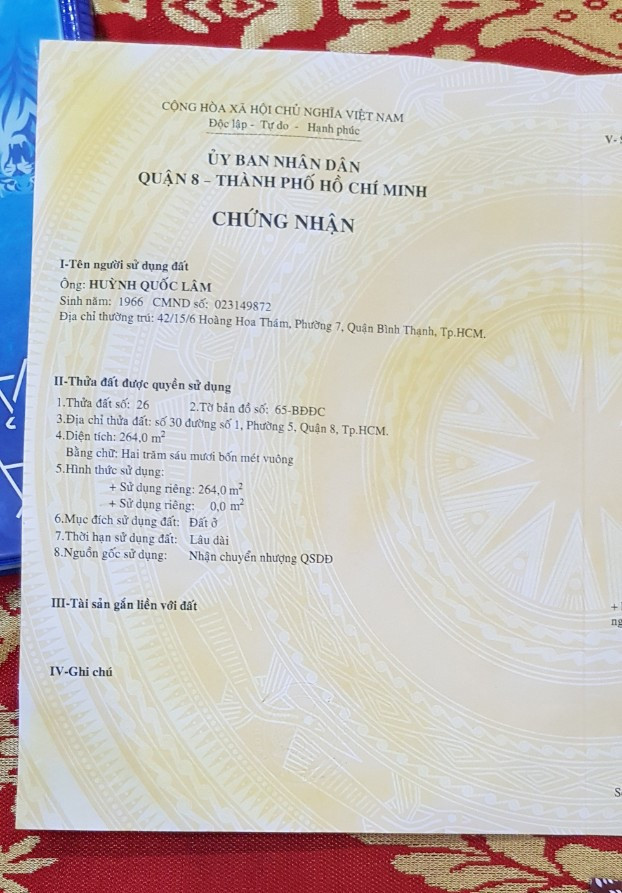 CỘNG HÒA XÃ HỘI CHỦ NGHĨA VIỆT NAM
Độc lập - Tự do - Hạnh phúc
ỦY BAN NHÂN DÂN
QUẬN 8 – THÀNH PHỐ HỒ CHÍ MINH
CHỨNG NHẬN
I-Tên người sử dụng đất
Ông: HUỲNH QUỐC LÂM
Sinh năm: 1966 CMND số: 023149872
Địa chỉ thường trú: 42/15/6 Hoàng Hoa Thám, Phường 7, Quận Bình Thạnh, Tp.HCM.
II-Thửa đất được quyền sử dụng
1.Thửa đất số: 26 2.Tờ bản đồ số: 65-BĐĐC
3.Địa chỉ thửa đất: số 30 đường số 1, Phường 5, Quận 8, Tp.HCM.
4.Diện tích: 264,0 m²
Bằng chữ: Hai trăm sáu mươi bốn mét vuông
5.Hình thức sử dụng:
+ Sử dụng riêng: 264,0 m²
+ Sử dụng riêng: 0,0 m²
6.Mục đích sử dụng đất: Đất ở
7.Thời hạn sử dụng đất: Lâu dài
8.Nguồn gốc sử dụng: Nhận chuyển nhượng QSDĐ
III-Tài sản gắn liền với đất
IV-Ghi chú
V-
+
ng
S